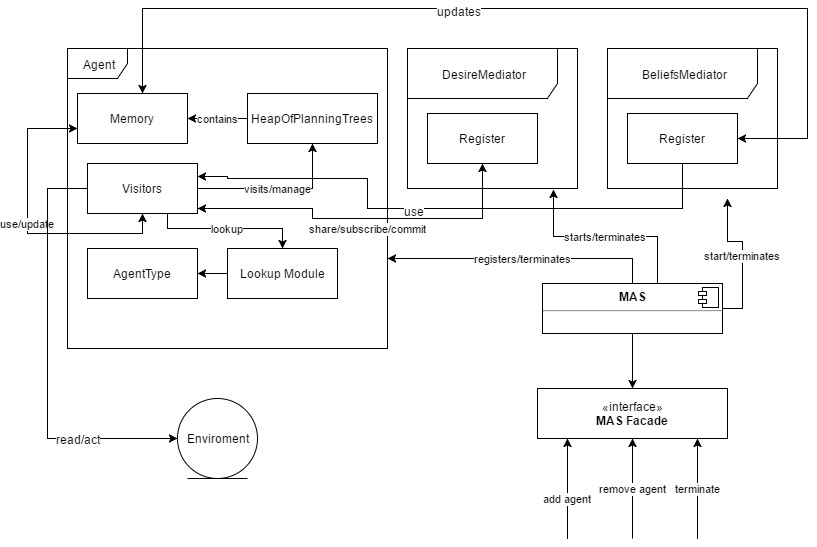 updates
Agent
DesireMediator
BeliefsMediator
Memory
contains
HeapOfPlanningTrees
Register
Register
Visitors
visits/manage
use
use/update
lookup
share/subscribe/commit
starts/terminates
AgentType
Lookup Module
registers/terminates
start/terminates
MAS
«interface»
MAS Facade
read/act
Enviroment
add agent
remove agent
terminate